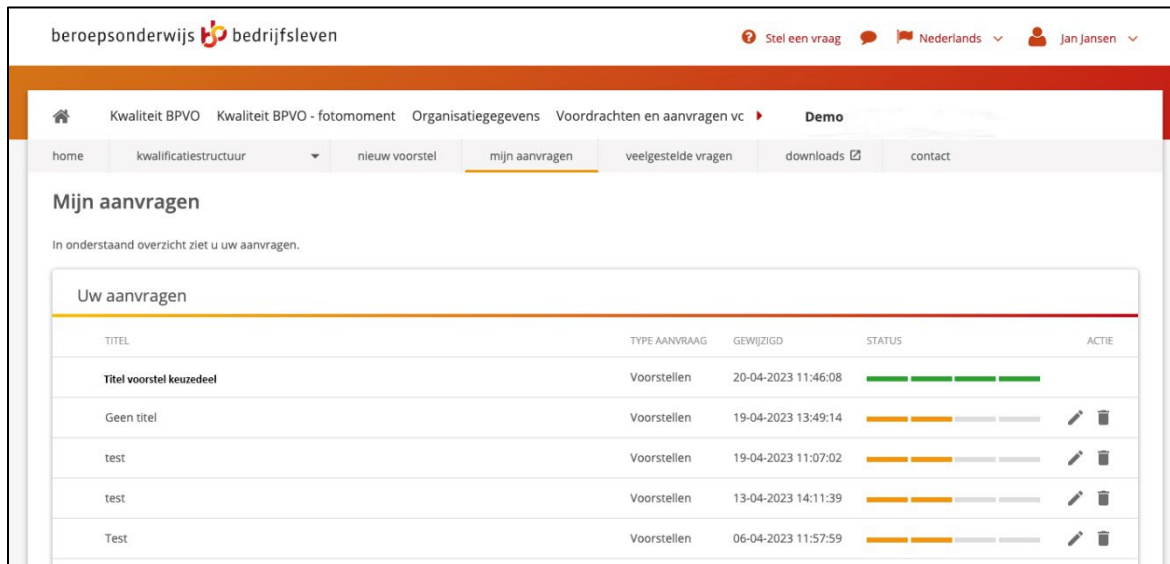 beroepsonderwijs bedrijfsleven Stel een vraag Nederlands Jan Jansen
Kwaliteit BPVO Kwaliteit BPVO - fotomoment Organisatiegegevens Voordrachten en aanvragen vc Demo
home kwalificatiestructuur nieuw voorstel mijn aanvragen veelgestelde vragen downloads contact
Mijn aanvragen
In onderstaand overzicht ziet u uw aanvragen.
Uw aanvragen
TITEL TYPE AANVRAAG GEWIJZIGD STATUS ACTIE
Titel voorstel keuzedeel Voorstellen 20-04-2023 11:46:08
Geen titel Voorstellen 19-04-2023 13:49:14
test Voorstellen 19-04-2023 11:07:02
test Voorstellen 13-04-2023 14:11:39
Test Voorstellen 06-04-2023 11:57:59